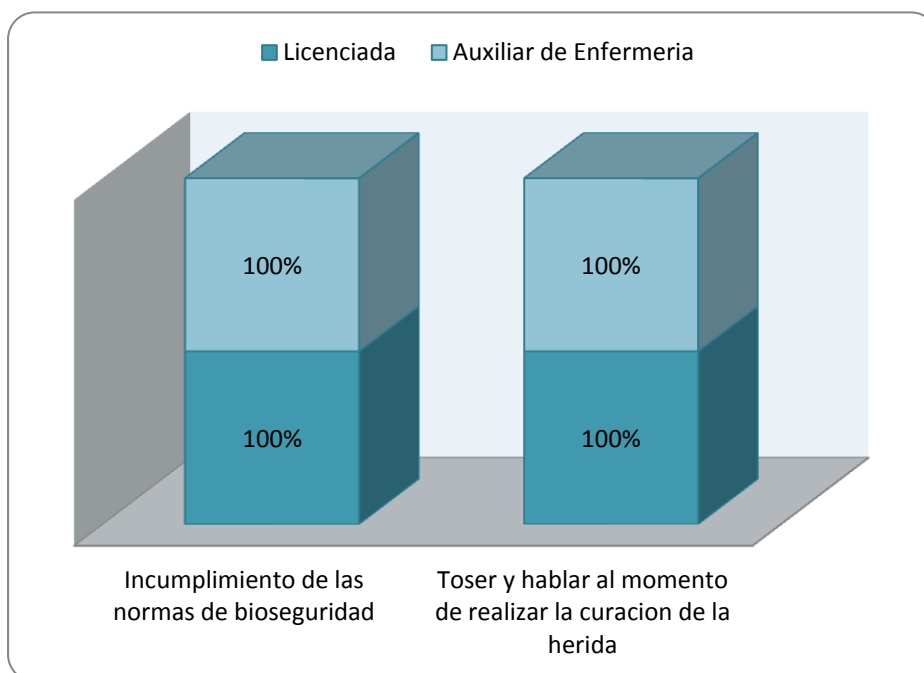 Licenciada Auxiliar de Enfermeria
100% 100%
100% 100%
Incumplimiento de las
normas de bioseguridad
Toser y hablar al momento
de realizar la curacion de la
herida